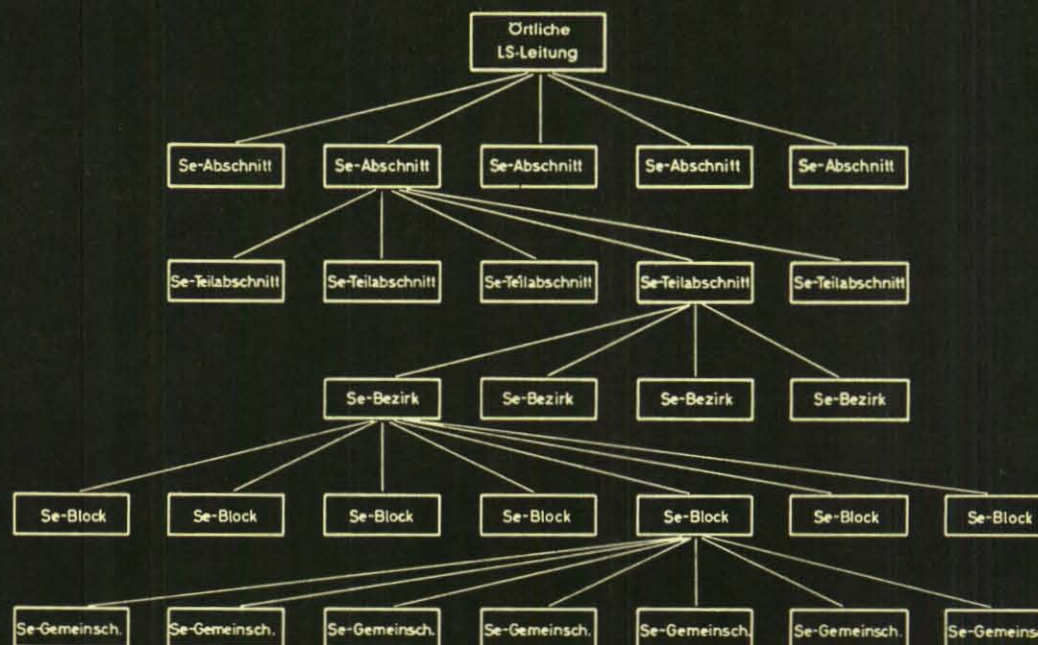 Örtliche
LS-Leitung
Se-Abschnitt Se-Abschnitt Se-Abschnitt Se-Abschnitt Se-Abschnitt
Se-Teilabschnitt Se-Teilabschnitt Se-Teilabschnitt Se-Teilabschnitt Se-Teilabschnitt
Se-Bezirk Se-Bezirk Se-Bezirk Se-Bezirk
Se-Block Se-Block Se-Block Se-Block Se-Block Se-Block Se-Block
Se-Gemeinsch. Se-Gemeinsch. Se-Gemeinsch. Se-Gemeinsch. Se-Gemeinsch. Se-Gemeinsch. Se-Gemeinsc